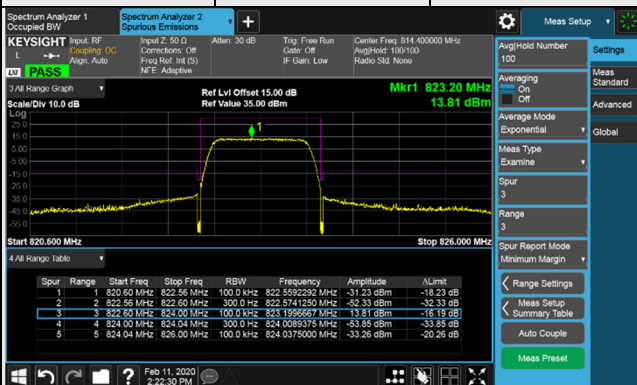 Spectrum Analyzer 1
Occupied BW
Spectrum Analyzer 2
Spurious Emissions
+
Meas Setup
KEYSIGHT
Input: RF
Coupling: DC
Align: Auto
Input Z: 50 Ω
Corrections: Off
Freq Ref: Int (S)
NFE: Adaptive
Atten: 30 dB
Trig: Free Run
Gate: Off
IF Gain: Low
Center Freq: 814.400000 MHz
Avg|Hold: 100/100
Radio Std: None
LXI PASS
3 All Range Graph
Scale/Div 10.0 dB
Ref Lvl Offset 15.00 dB
Ref Value 35.00 dBm
Mkr1 823.20 MHz
13.81 dBm
Log
25.0
15.0
5.00
-5.00
-15.0
-25.0
-35.0
-45.0
-55.0
1
Start 820.600 MHz
Stop 826.000 MHz
4 All Range Table
Spur Range Start Freq Stop Freq RBW Frequency Amplitude ΔLimit
1 1 820.60 MHz 822.56 MHz 100.0 kHz 822.5592292 MHz -31.23 dBm -18.23 dB
2 2 822.56 MHz 822.60 MHz 300.0 Hz 822.5741250 MHz -52.33 dBm -32.33 dB
3 3 822.60 MHz 824.00 MHz 100.0 kHz 823.1996667 MHz 13.81 dBm -16.19 dB
4 4 824.00 MHz 824.04 MHz 300.0 Hz 824.0089375 MHz -53.85 dBm -33.85 dB
5 5 824.04 MHz 826.00 MHz 100.0 kHz 824.0375000 MHz -33.26 dBm -20.26 dB
Avg|Hold Number
100
Averaging
On
Off
Average Mode
Exponential
Meas Type
Examine
Spur
3
Range
3
Spur Report Mode
Minimum Margin
Range Settings
Meas Setup
Summary Table
Auto Couple
Meas Preset
Settings
Meas
Standard
Advanced
Global
?
Feb 11, 2020
2:22:30 PM